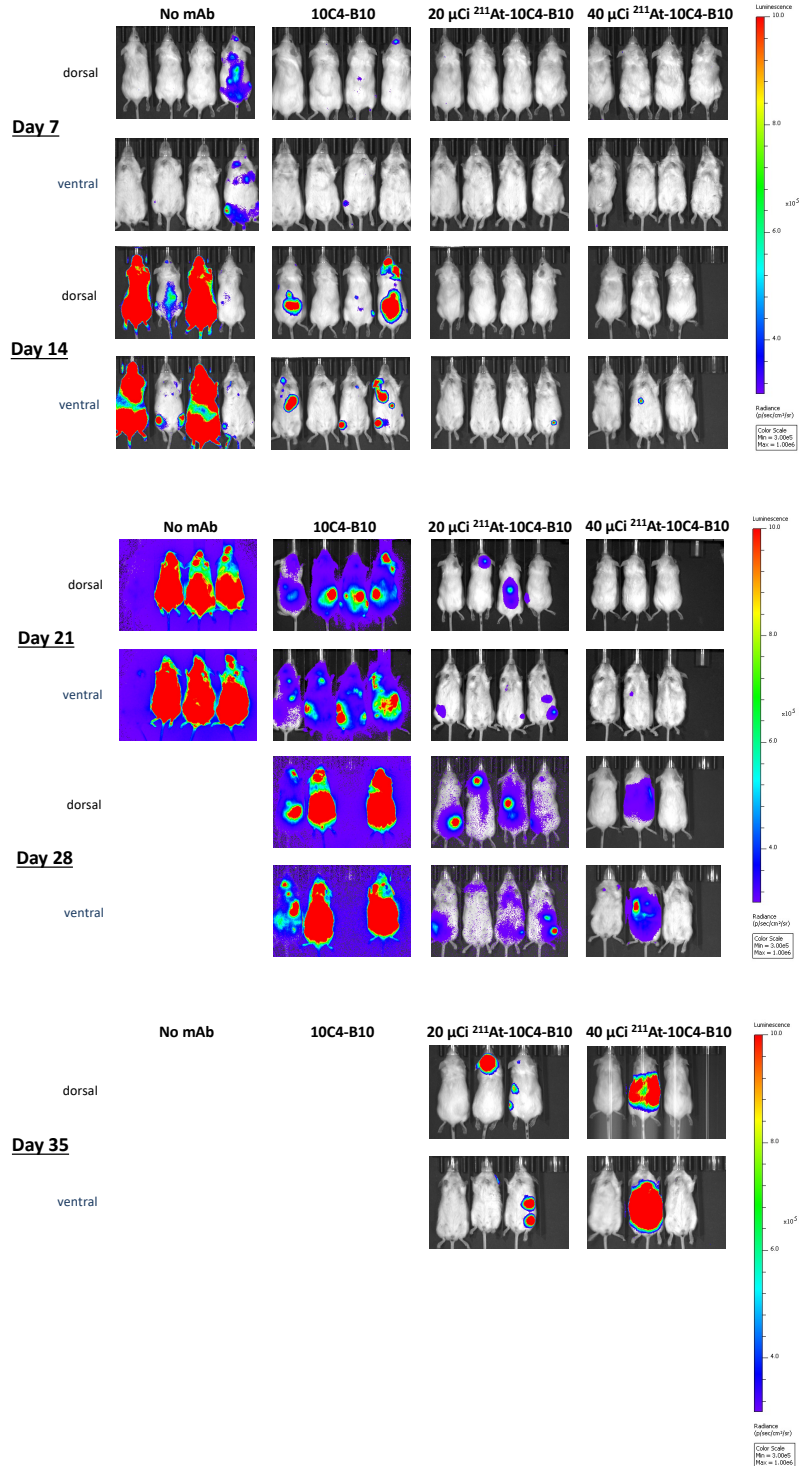 No mAb 10C4-B10 20 µCi ²¹¹At-10C4-B10 40 µCi ²¹¹At-10C4-B10
Luminescence
10.0
dorsal
Day 7
8.0
ventral
x10⁵
6.0
dorsal
4.0
Day 14
ventral
Radiance
(p/sec/cm²/sr)
Color Scale
Min = 3.00e5
Max = 1.00e6
No mAb 10C4-B10 20 µCi ²¹¹At-10C4-B10 40 µCi ²¹¹At-10C4-B10
Luminescence
10.0
dorsal
Day 21
8.0
ventral
x10⁵
6.0
dorsal
4.0
Day 28
ventral
Radiance
(p/sec/cm²/sr)
Color Scale
Min = 3.00e5
Max = 1.00e6
No mAb 10C4-B10 20 µCi ²¹¹At-10C4-B10 40 µCi ²¹¹At-10C4-B10
Luminescence
10.0
dorsal
Day 35
8.0
ventral
x10⁵
6.0
4.0
Radiance
(p/sec/cm²/sr)
Color Scale
Min = 3.00e5
Max = 1.00e6